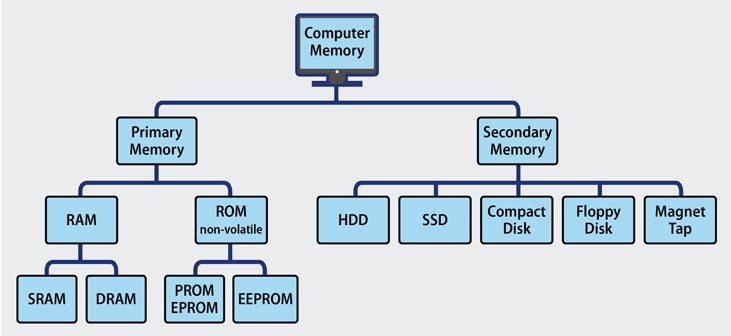 Computer
Memory
Primary
Memory
Secondary
Memory
RAM
ROM
non-volatile
HDD
SSD
Compact
Disk
Floppy
Disk
Magnet
Tap
SRAM
DRAM
PROM
EPROM
EEPROM